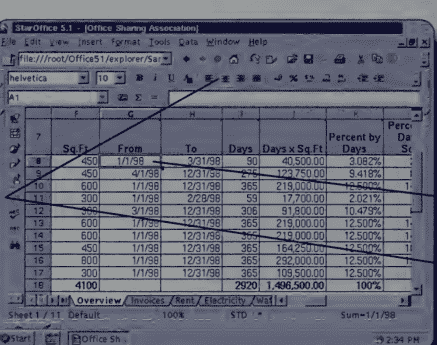 StarOffice 5.1 - [Office Sharing Association]
File Edit View Insert Format Tools Data Window Help
file:///root/Office51/explorer/Sar
helvetica 10 B i U
A1 Σ =
F G H I J K
7 Sq.Ft From To Days Days x Sq.Ft Percent by Days
8 450 1/1/98 3/31/98 90 40,500.00 3.082%
9 450 4/1/98 12/31/98 275 123,750.00 9.418%
10 600 1/1/98 12/31/98 365 219,000.00 12.500%
11 300 1/1/98 2/28/98 59 17,700.00 2.021%
12 300 3/1/98 12/31/98 306 91,800.00 10.479%
13 600 1/1/98 12/31/98 365 219,000.00 12.500%
14 600 1/1/98 12/31/98 365 219,000.00 12.500%
15 450 1/1/98 12/31/98 365 164,250.00 12.500%
16 800 1/1/98 12/31/98 365 292,000.00 12.500%
17 300 1/1/98 12/31/98 365 109,500.00 12.500%
18 4100 2920 1,496,500.00 100%
Overview Invoices Rent Electricity Wat
Sheet 1 / 11 Default 100% STD * Sum=1/1/98
Start Office Sh... 2:34 PM